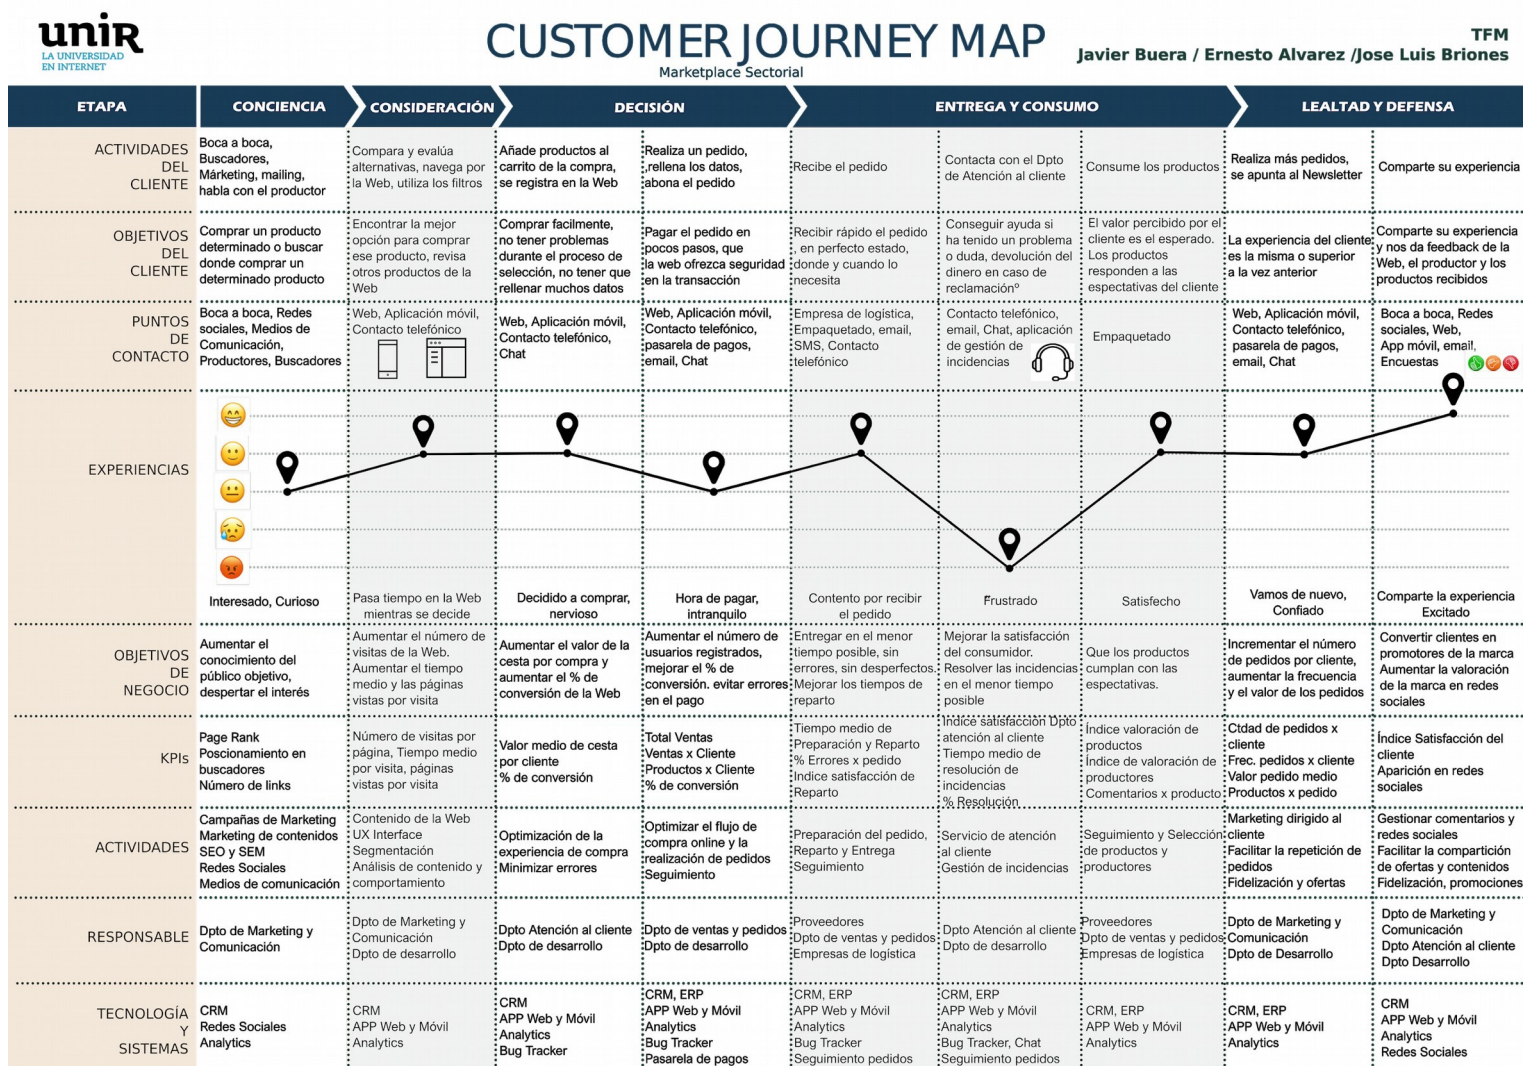 unir
LA UNIVERSIDAD
EN INTERNET
CUSTOMER JOURNEY MAP
Marketplace Sectorial
TFM
Javier Buera / Ernesto Alvarez /Jose Luis Briones
ETAPA
CONCIENCIA
CONSIDERACIÓN
DECISIÓN
ENTREGA Y CONSUMO
LEALTAD Y DEFENSA
ACTIVIDADES
DEL
CLIENTE
Boca a boca,
Buscadores,
Márketing, mailing,
habla con el productor
Compara y evalúa
alternativas, navega por
la Web, utiliza los filtros
Añade productos al
carrito de la compra,
se registra en la Web
Realiza un pedido,
,rellena los datos,
abona el pedido
Recibe el pedido
Contacta con el Dpto
de Atención al cliente
Consume los productos
Realiza más pedidos,
se apunta al Newsletter
Comparte su experiencia
OBJETIVOS
DEL
CLIENTE
Comprar un producto
determinado o buscar
donde comprar un
determinado producto
Encontrar la mejor
opción para comprar
ese producto, revisa
otros productos de la
Web
Comprar facilmente,
no tener problemas
durante el proceso de
selección, no tener que
rellenar muchos datos
Pagar el pedido en
pocos pasos, que
la web ofrezca seguridad
en la transacción
Recibir rápido el pedido
, en perfecto estado,
donde y cuando lo
necesita
Conseguir ayuda si
ha tenido un problema
o duda, devolución del
dinero en caso de
reclamaciónº
El valor percibido por el
cliente es el esperado.
Los productos
responden a las
espectativas del cliente
La experiencia del cliente
es la misma o superior
a la vez anterior
Comparte su experiencia
y nos da feedback de la
Web, el productor y los
productos recibidos
PUNTOS
DE
CONTACTO
Boca a boca, Redes
sociales, Medios de
Comunicación,
Productores, Buscadores
Web, Aplicación móvil,
Contacto telefónico
Web, Aplicación móvil,
Contacto telefónico,
Chat
Web, Aplicación móvil,
Contacto telefónico,
pasarela de pagos,
email, Chat
Empresa de logística,
Empaquetado, email,
SMS, Contacto
telefónico
Contacto telefónico,
email, Chat, aplicación
de gestión de
incidencias
Empaquetado
Web, Aplicación móvil,
Contacto telefónico,
pasarela de pagos,
email, Chat
Boca a boca, Redes
sociales, Web,
App móvil, email,
Encuestas
EXPERIENCIAS
Interesado, Curioso
Pasa tiempo en la Web
mientras se decide
Decidido a comprar,
nervioso
Hora de pagar,
intranquilo
Contento por recibir
el pedido
Frustrado
Satisfecho
Vamos de nuevo,
Confiado
Comparte la experiencia
Excitado
OBJETIVOS
DE
NEGOCIO
Aumentar el
conocimiento del
público objetivo,
despertar el interés
Aumentar el número de
visitas de la Web.
Aumentar el tiempo
medio y las páginas
vistas por visita
Aumentar el valor de la
cesta por compra y
aumentar el % de
conversión de la Web
Aumentar el número de
usuarios registrados,
mejorar el % de
conversión. evitar errores
en el pago
Entregar en el menor
tiempo posible, sin
errores, sin desperfectos.
Mejorar los tiempos de
reparto
Mejorar la satisfacción
del consumidor.
Resolver las incidencias
en el menor tiempo
posible
Que los productos
cumplan con las
espectativas.
Incrementar el número
de pedidos por cliente,
aumentar la frecuencia
y el valor de los pedidos
Convertir clientes en
promotores de la marca
Aumentar la valoración
de la marca en redes
sociales
KPIs
Page Rank
Poscionamiento en
buscadores
Número de links
Número de visitas por
página, Tiempo medio
por visita, páginas
vistas por visita
Valor medio de cesta
por cliente
% de conversión
Total Ventas
Ventas x Cliente
Productos x Cliente
% de conversión
Tiempo medio de
Preparación y Reparto
% Errores x pedido
Indice satisfacción de
Reparto
Indice satisfacción Dpto
atención al cliente
Tiempo medio de
resolución de
incidencias
% Resolución
Índice valoración de
productos
Índice de valoración de
productores
Comentarios x producto
Ctdad de pedidos x
cliente
Frec. pedidos x cliente
Valor pedido medio
Productos x pedido
Índice Satisfacción del
cliente
Aparición en redes
sociales
ACTIVIDADES
Campañas de Marketing
Marketing de contenidos
SEO y SEM
Redes Sociales
Medios de comunicación
Contenido de la Web
UX Interface
Segmentación
Análisis de contenido y
comportamiento
Optimización de la
experiencia de compra
Minimizar errores
Optimizar el flujo de
compra online y la
realización de pedidos
Seguimiento
Preparación del pedido,
Reparto y Entrega
Seguimiento
Servicio de atención
al cliente
Gestión de incidencias
Seguimiento y Selección
de productos y
productores
Marketing dirigido al
cliente
Facilitar la repetición de
pedidos
Fidelización y ofertas
Gestionar comentarios y
redes sociales
Facilitar la compartición
de ofertas y contenidos
Fidelización, promociones
RESPONSABLE
Dpto de Marketing y
Comunicación
Dpto de Marketing y
Comunicación
Dpto de desarrollo
Dpto Atención al cliente
Dpto de desarrollo
Dpto de ventas y pedidos
Dpto de desarrollo
Proveedores
Dpto de ventas y pedidos
Empresas de logística
Dpto Atención al cliente
Dpto de desarrollo
Proveedores
Dpto de ventas y pedidos
Empresas de logística
Dpto de Marketing y
Comunicación
Dpto de Desarrollo
Dpto de Marketing y
Comunicación
Dpto Atención al cliente
Dpto Desarrollo
TECNOLOGÍA
Y
SISTEMAS
CRM
Redes Sociales
Analytics
CRM
APP Web y Móvil
Analytics
CRM
APP Web y Móvil
Analytics
Bug Tracker
CRM, ERP
APP Web y Móvil
Analytics
Bug Tracker
Pasarela de pagos
CRM, ERP
APP Web y Móvil
Analytics
Bug Tracker
Seguimiento pedidos
CRM, ERP
APP Web y Móvil
Analytics
Bug Tracker, Chat
Seguimiento pedidos
CRM, ERP
APP Web y Móvil
Analytics
CRM, ERP
APP Web y Móvil
Analytics
CRM
APP Web y Móvil
Analytics
Redes Sociales